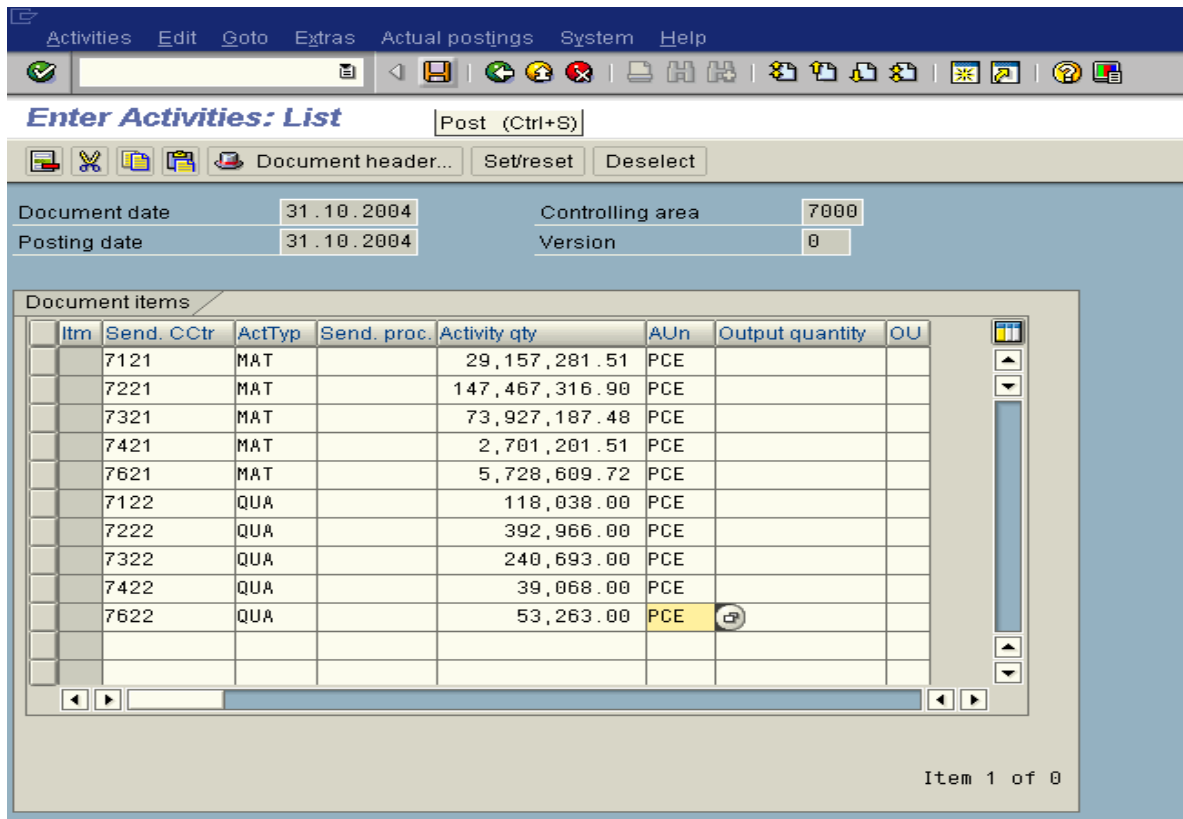 Activities Edit Goto Extras Actual postings System Help
Enter Activities: List Post (Ctrl+S)
Document header... Set/reset Deselect
Document date 31.10.2004 Controlling area 7000
Posting date 31.10.2004 Version 0
Document items
Itm Send. CCtr ActTyp Send. proc. Activity qty AUn Output quantity OU
7121 MAT 29,157,281.51 PCE
7221 MAT 147,467,316.90 PCE
7321 MAT 73,927,187.48 PCE
7421 MAT 2,701,201.51 PCE
7621 MAT 5,728,609.72 PCE
7122 QUA 118,038.00 PCE
7222 QUA 392,966.00 PCE
7322 QUA 240,693.00 PCE
7422 QUA 39,068.00 PCE
7622 QUA 53,263.00 PCE
Item 1 of 0